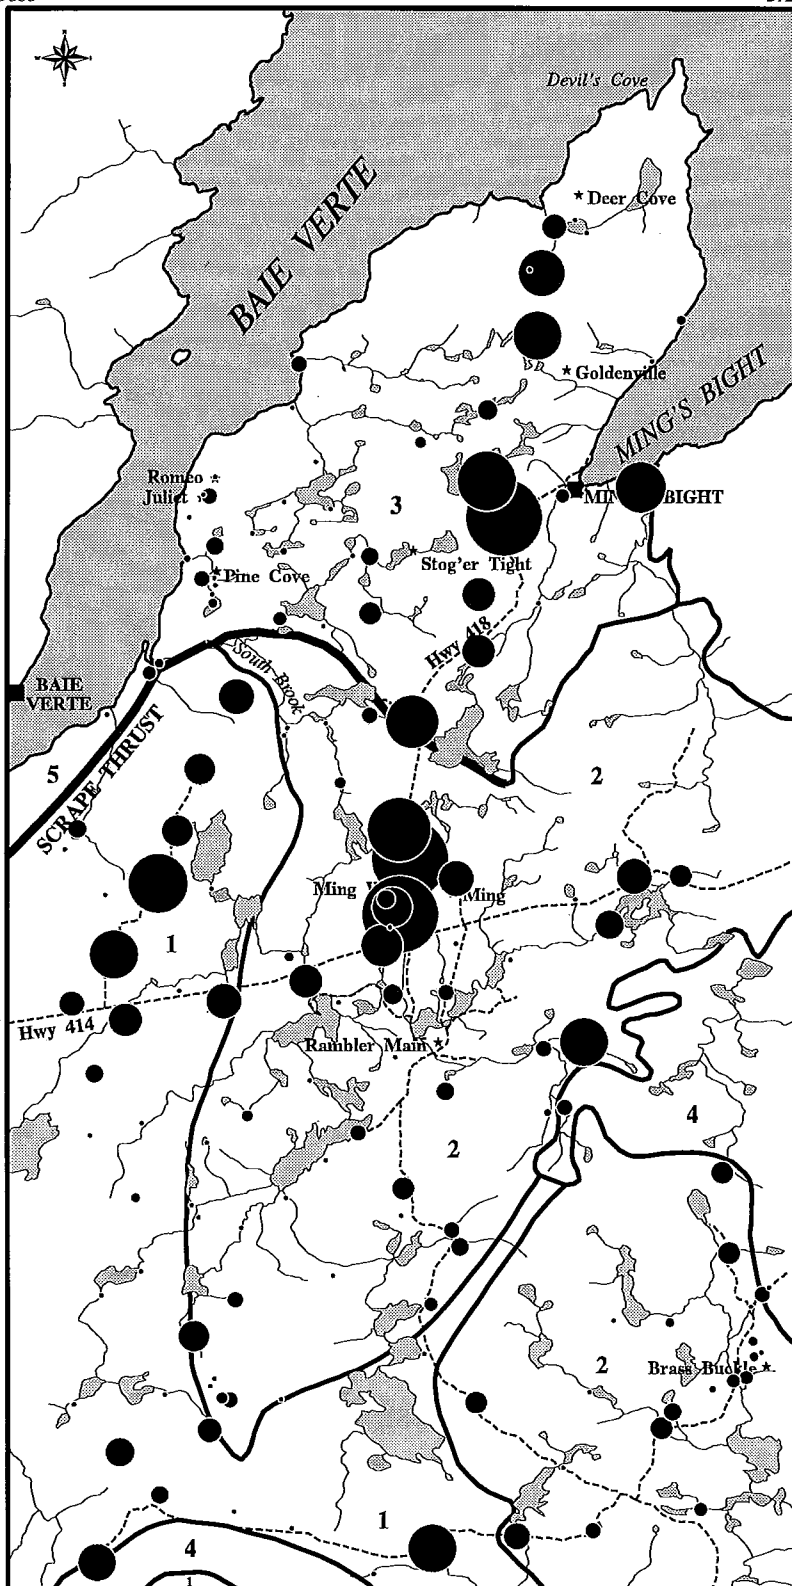 Devil's Cove
Deer Cove
BAIE VERTE
Goldenville
MING'S BIGHT
Romeo
Juliet
3
BIGHT
Stog'er Tight
Pine Cove
Hwy 418
South Brook
BAIE
VERTE
SCRAPE THRUST
5
2
Ming
Ming
1
Hwy 414
Rambler Main
4
2
2
Brass Buckle
1
4
1